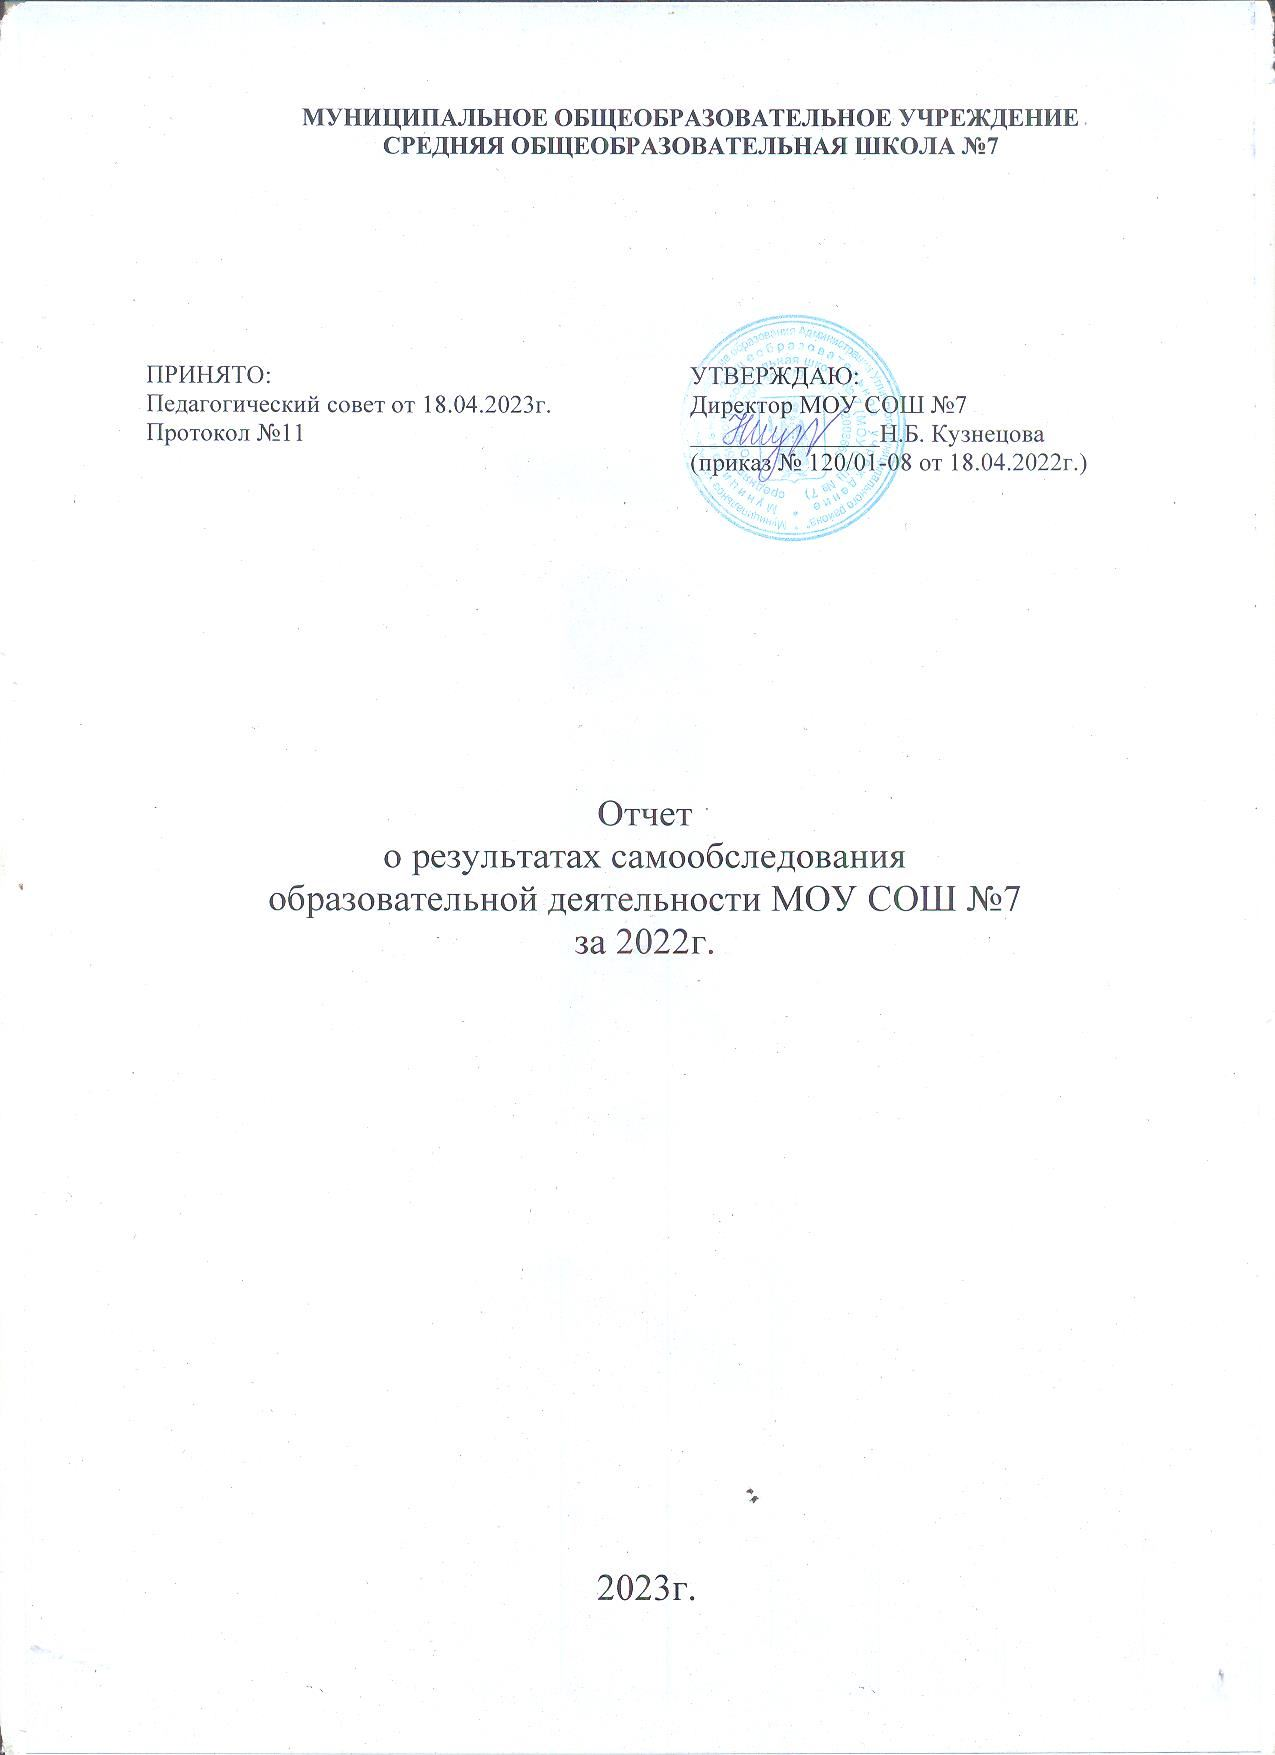 МУНИЦИПАЛЬНОЕ ОБЩЕОБРАЗОВАТЕЛЬНОЕ УЧРЕЖДЕНИЕ
СРЕДНЯЯ ОБЩЕОБРАЗОВАТЕЛЬНАЯ ШКОЛА №7
ПРИНЯТО:
Педагогический совет от 18.04.2023г.
Протокол №11
УТВЕРЖДАЮ:
Директор МОУ СОШ №7
_______________Н.Б. Кузнецова
(приказ № 120/01-08 от 18.04.2022г.)
Отчет
о результатах самообследования
образовательной деятельности МОУ СОШ №7
за 2022г.
2023г.